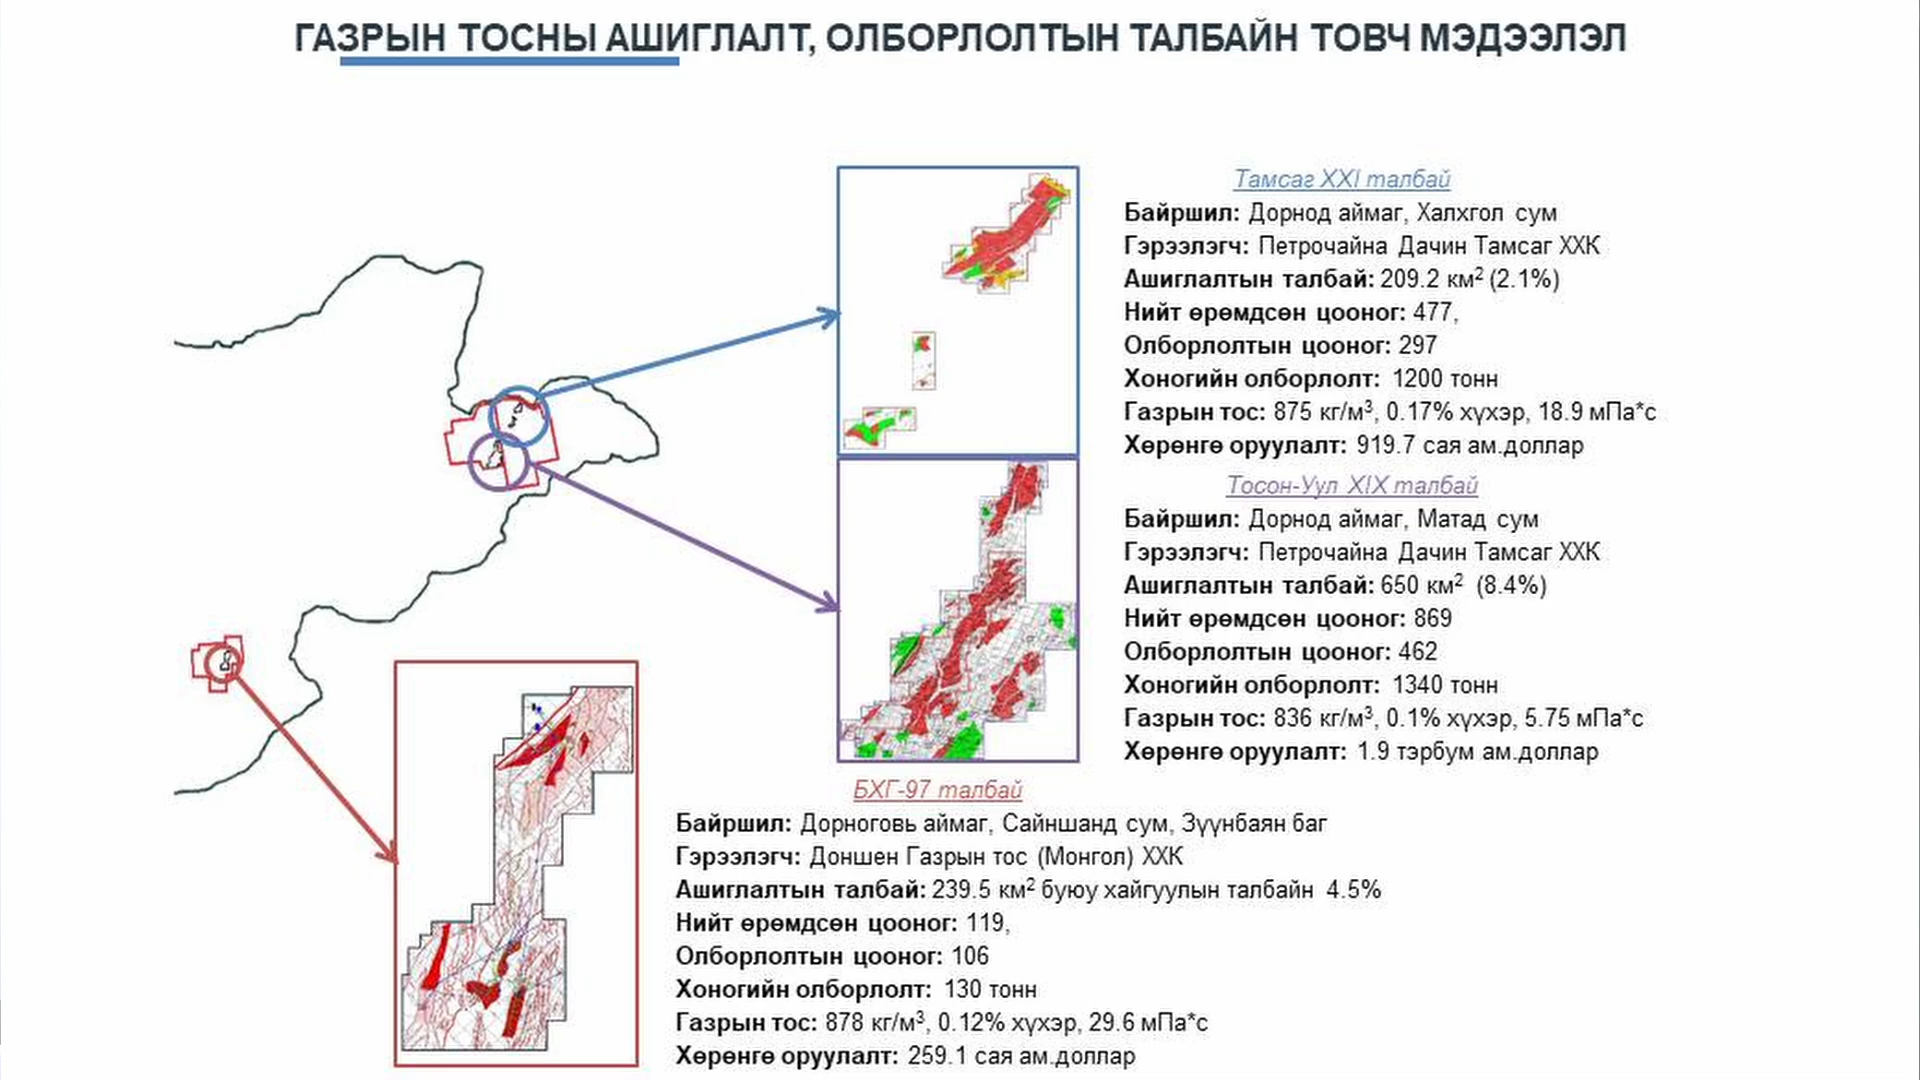 ГАЗРЫН ТОСНЫ АШИГЛАЛТ, ОЛБОРЛОЛТЫН ТАЛБАЙН ТОВЧ МЭДЭЭЛЭЛ
Тамсаг XXI талбай
Байршил: Дорнод аймаг, Халхгол сум
Гэрээлэгч: Петрочайна Дачин Тамсаг ХХК
Ашиглалтын талбай: 209.2 км² (2.1%)
Нийт өрөмдсөн цооног: 477,
Олборлолтын цооног: 297
Хоногийн олборлолт: 1200 тонн
Газрын тос: 875 кг/м³, 0.17% хүхэр, 18.9 мПа*с
Хөрөнгө оруулалт: 919.7 сая ам.доллар
Тосон-Уул XIX талбай
Байршил: Дорнод аймаг, Матад сум
Гэрээлэгч: Петрочайна Дачин Тамсаг ХХК
Ашиглалтын талбай: 650 км² (8.4%)
Нийт өрөмдсөн цооног: 869
Олборлолтын цооног: 462
Хоногийн олборлолт: 1340 тонн
Газрын тос: 836 кг/м³, 0.1% хүхэр, 5.75 мПа*с
Хөрөнгө оруулалт: 1.9 тэрбум ам.доллар
БХГ-97 талбай
Байршил: Дорноговь аймаг, Сайншанд сум, Зүүнбаян баг
Гэрээлэгч: Доншен Газрын тос (Монгол) ХХК
Ашиглалтын талбай: 239.5 км² буюу хайгуулын талбайн 4.5%
Нийт өрөмдсөн цооног: 119,
Олборлолтын цооног: 106
Хоногийн олборлолт: 130 тонн
Газрын тос: 878 кг/м³, 0.12% хүхэр, 29.6 мПа*с
Хөрөнгө оруулалт: 259.1 сая ам.доллар